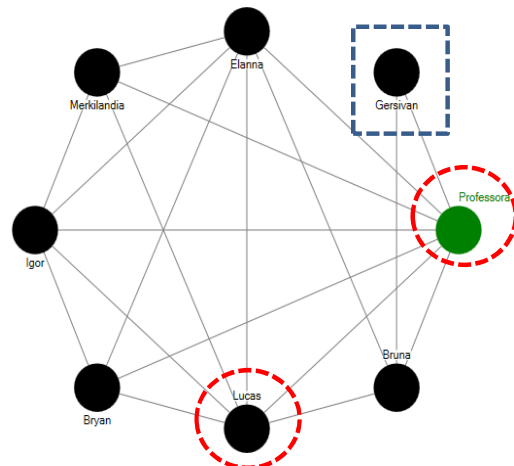 Elanna
Merkilandia
Gersivan
Professora
Igor
Bruna
Lucas
Bryan